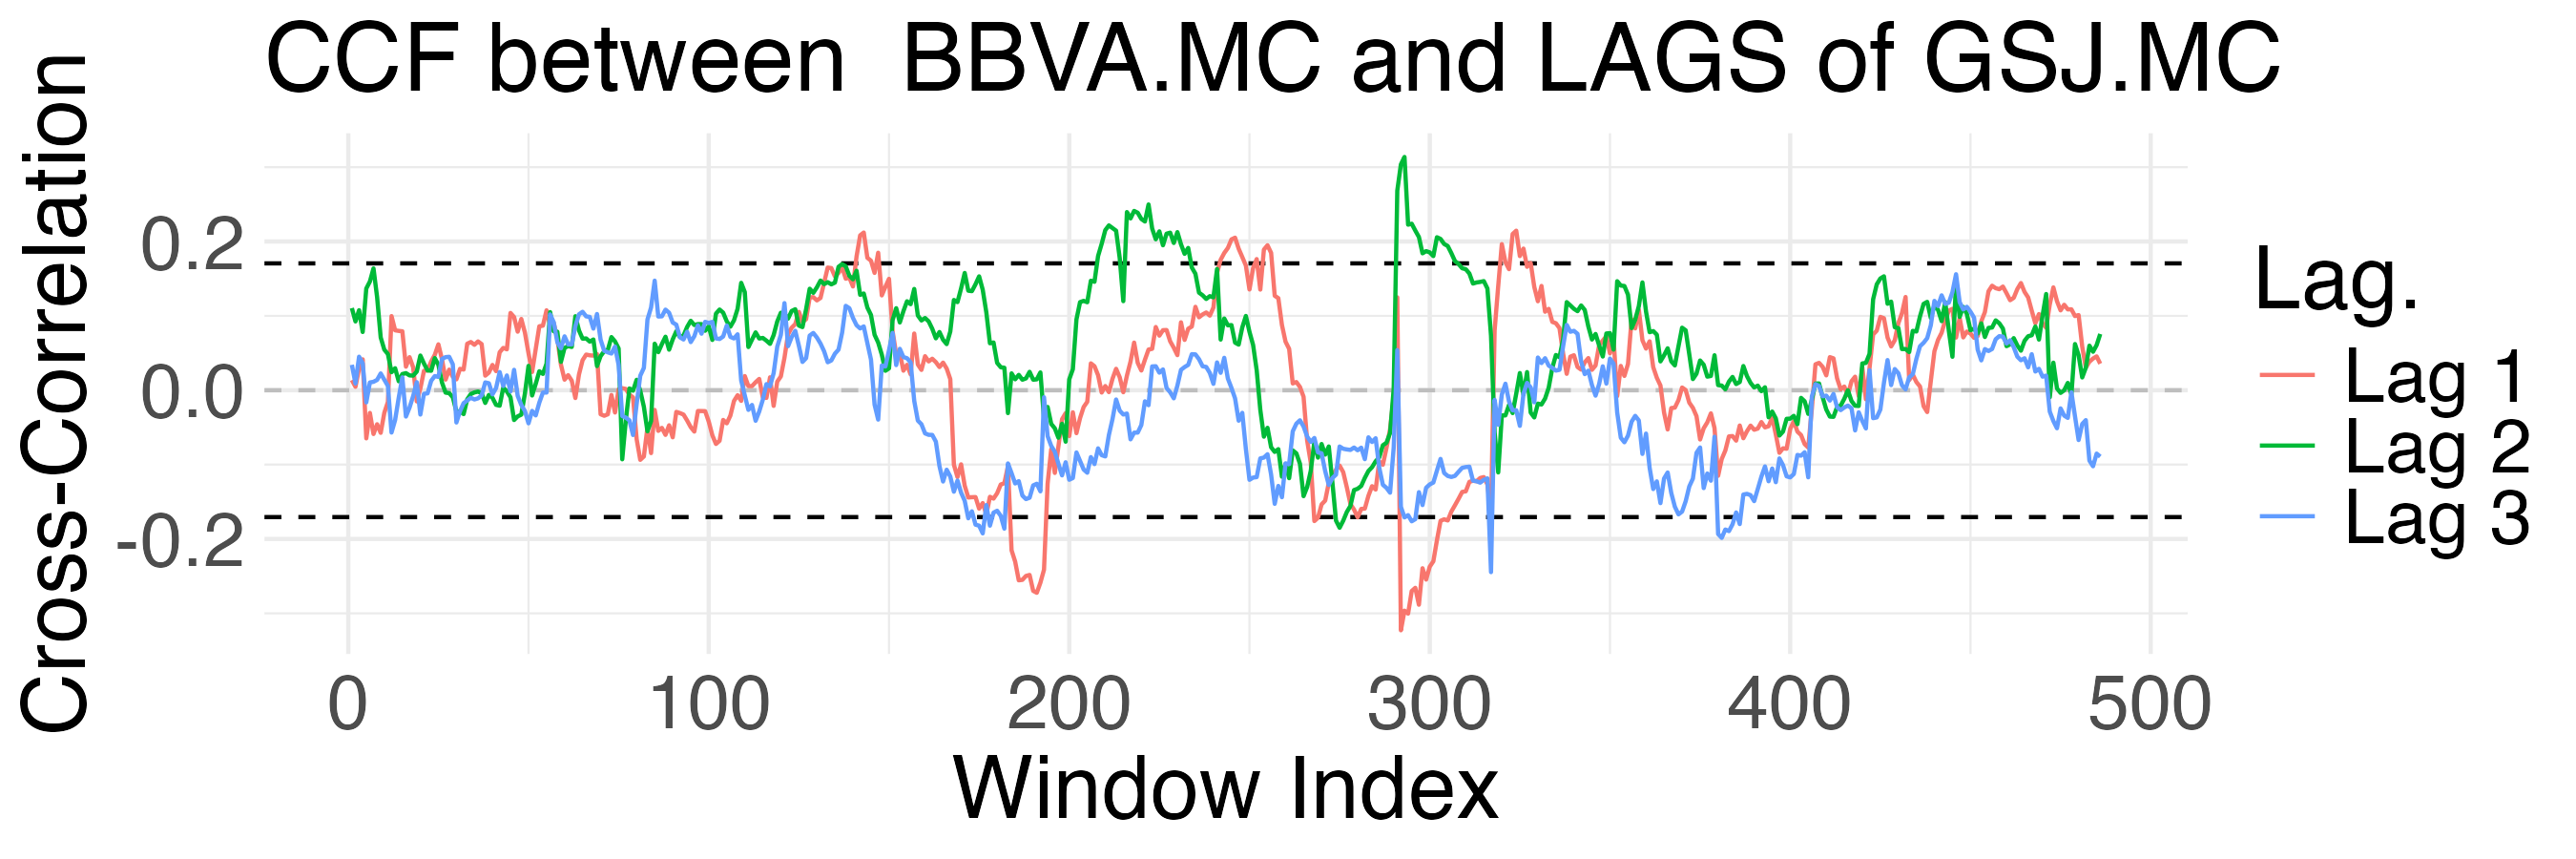 CCF between  BBVA.MC and LAGS of GSJ.MC
Cross-Correlation
0.2
0.0
-0.2
0 100 200 300 400 500
Window Index
Lag.
Lag 1
Lag 2
Lag 3